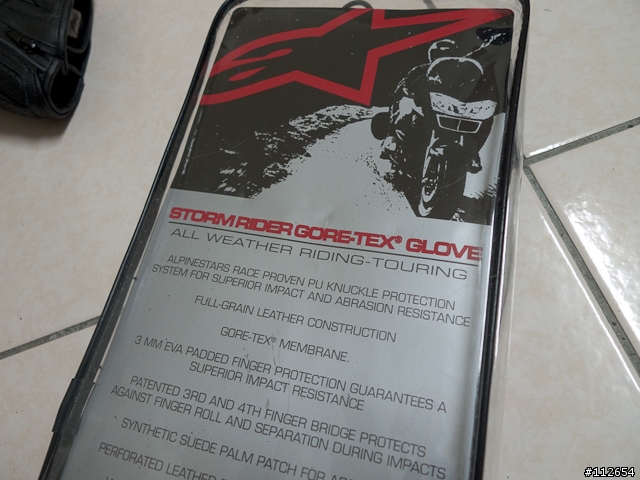 STORM RIDER GORE-TEX® GLOVE
ALL WEATHER RIDING-TOURING
ALPINESTARS RACE PROVEN PU KNUCKLE PROTECTION
SYSTEM FOR SUPERIOR IMPACT AND ABRASION RESISTANCE
FULL-GRAIN LEATHER CONSTRUCTION
GORE-TEX® MEMBRANE.
3 MM EVA PADDED FINGER PROTECTION GUARANTEES A
SUPERIOR IMPACT RESISTANCE
PATENTED 3RD AND 4TH FINGER BRIDGE PROTECTS
AGAINST FINGER ROLL AND SEPARATION DURING IMPACTS
SYNTHETIC SUEDE PALM PATCH FOR
PERFORATED LEATHER
#112654